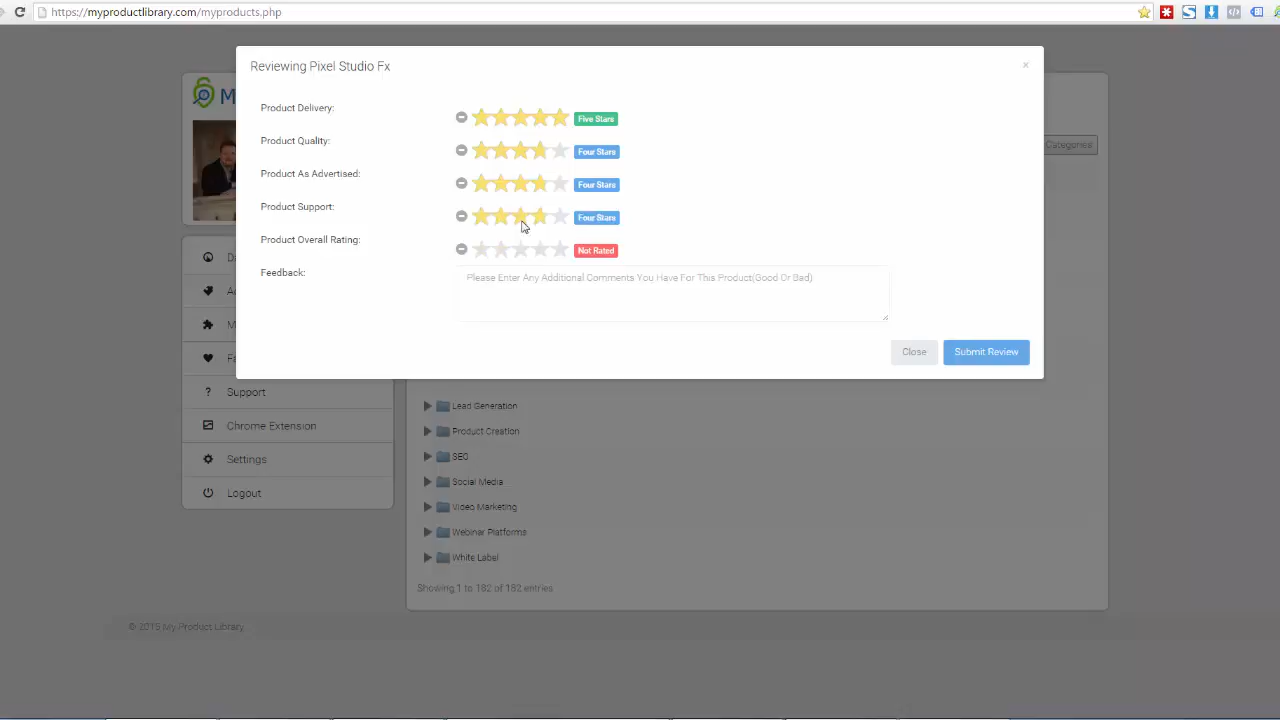 https://myproductlibrary.com/myproducts.php
Reviewing Pixel Studio Fx
×
M
Product Delivery:
Five Stars
Product Quality:
Four Stars
Categories
Product As Advertised:
Four Stars
Product Support:
Four Stars
Product Overall Rating:
Not Rated
Feedback:
Please Enter Any Additional Comments You Have For This Product(Good Or Bad)
Close
Submit Review
Support
Chrome Extension
Settings
Logout
Lead Generation
Product Creation
SEO
Social Media
Video Marketing
Webinar Platforms
White Label
Showing 1 to 182 of 182 entries
© 2015 My Product Library